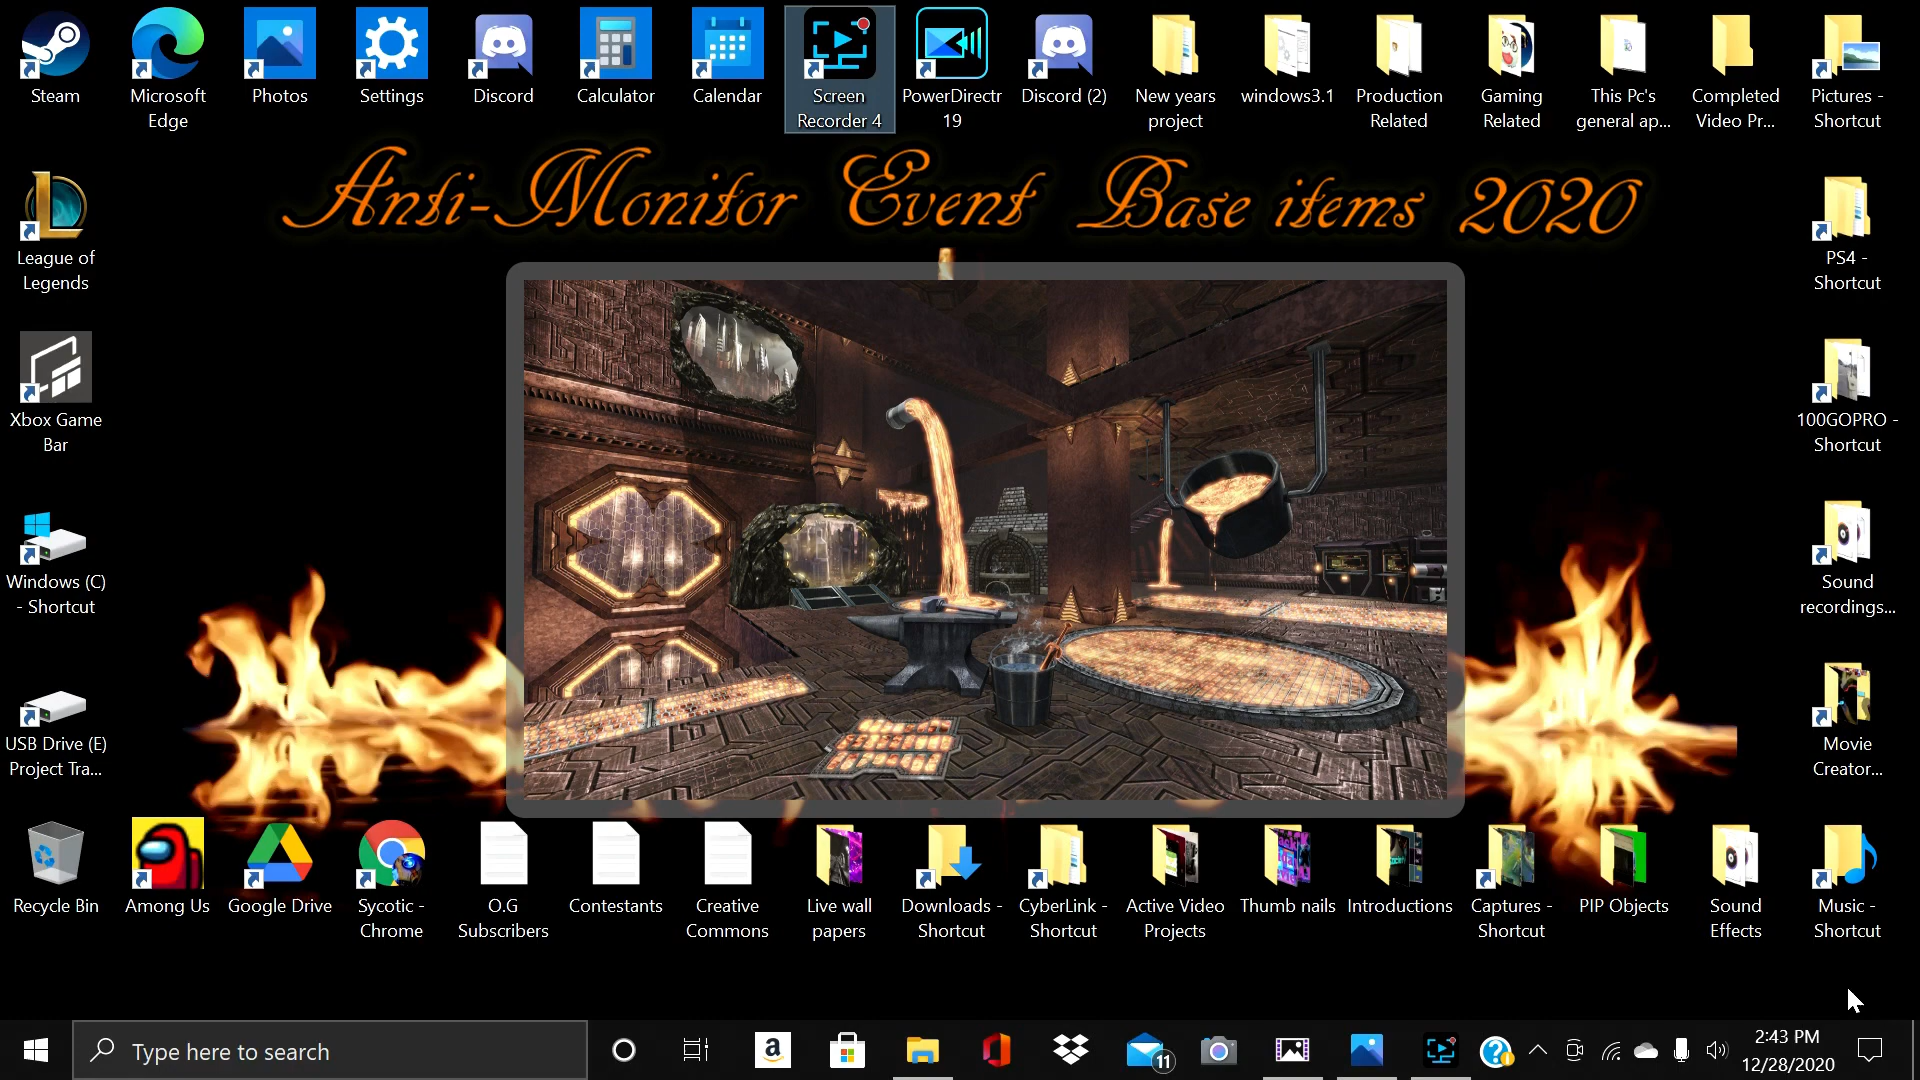 Steam
Microsoft
Edge
Photos
Settings
Discord
Calculator
Calendar
Screen
Recorder 4
PowerDirectr
19
Discord (2)
New years
project
windows3.1
Production
Related
Gaming
Related
This Pc's
general ap...
Completed
Video Pr...
Pictures -
Shortcut
Anti-Monitor Event Base items 2020
League of
Legends
PS4 -
Shortcut
Xbox Game
Bar
100GOPRO -
Shortcut
Windows (C)
- Shortcut
Sound
recordings...
USB Drive (E)
Project Tra...
Movie
Creator...
Recycle Bin
Among Us
Google Drive
Sycotic -
Chrome
O.G
Subscribers
Contestants
Creative
Commons
Live wall
papers
Downloads -
Shortcut
CyberLink -
Shortcut
Active Video
Projects
Thumb nails
Introductions
Captures -
Shortcut
PIP Objects
Sound
Effects
Music -
Shortcut
Type here to search
a
11
2:43 PM
12/28/2020